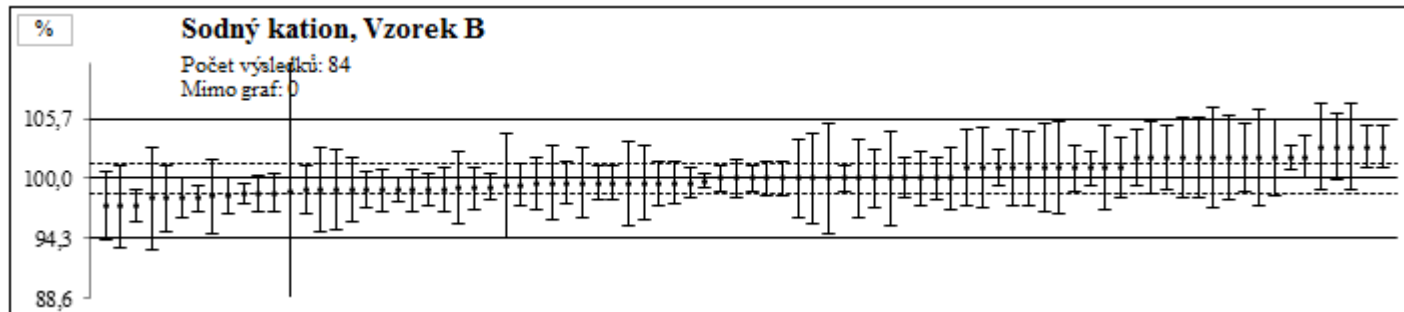 %
Sodný kation, Vzorek B
Počet výsledků: 84
Mimo graf: 0
105,7
100,0
94,3
88,6